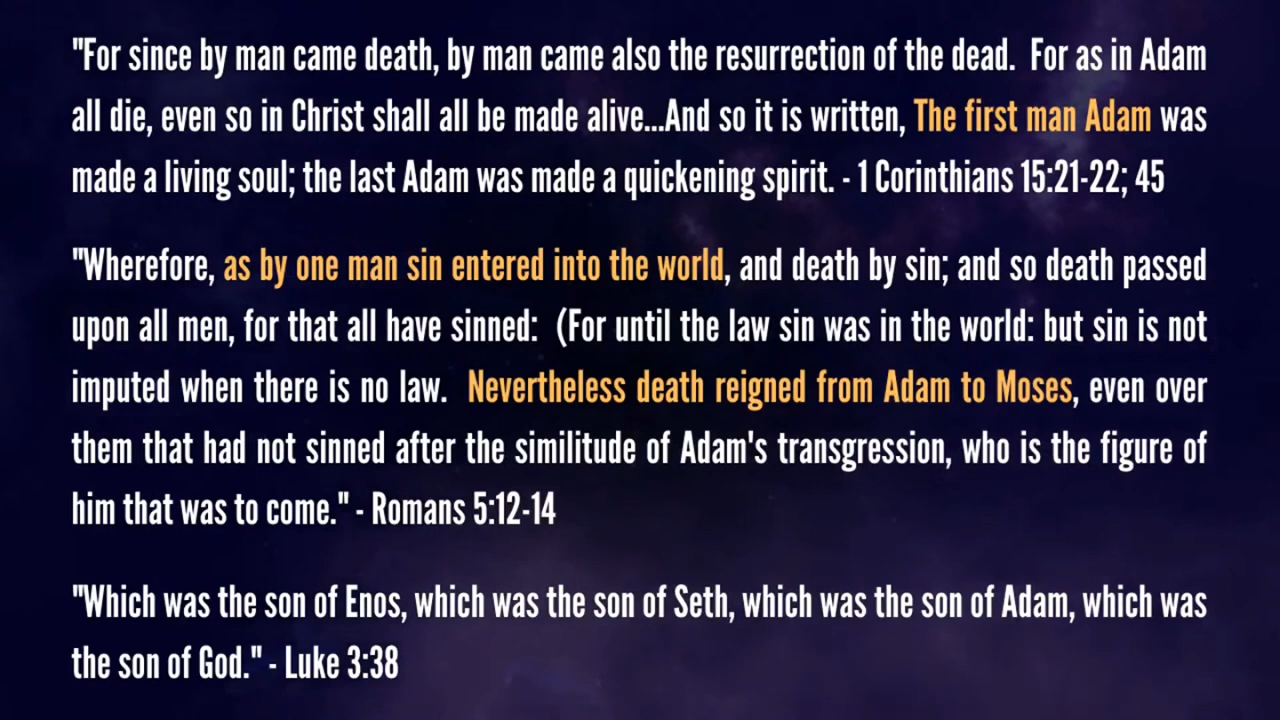 "For since by man came death, by man came also the resurrection of the dead.  For as in Adam
all die, even so in Christ shall all be made alive...And so it is written, The first man Adam was
made a living soul; the last Adam was made a quickening spirit. - 1 Corinthians 15:21-22; 45
"Wherefore, as by one man sin entered into the world, and death by sin; and so death passed
upon all men, for that all have sinned:  (For until the law sin was in the world: but sin is not
imputed when there is no law.  Nevertheless death reigned from Adam to Moses, even over
them that had not sinned after the similitude of Adam's transgression, who is the figure of
him that was to come." - Romans 5:12-14
"Which was the son of Enos, which was the son of Seth, which was the son of Adam, which was
the son of God." - Luke 3:38